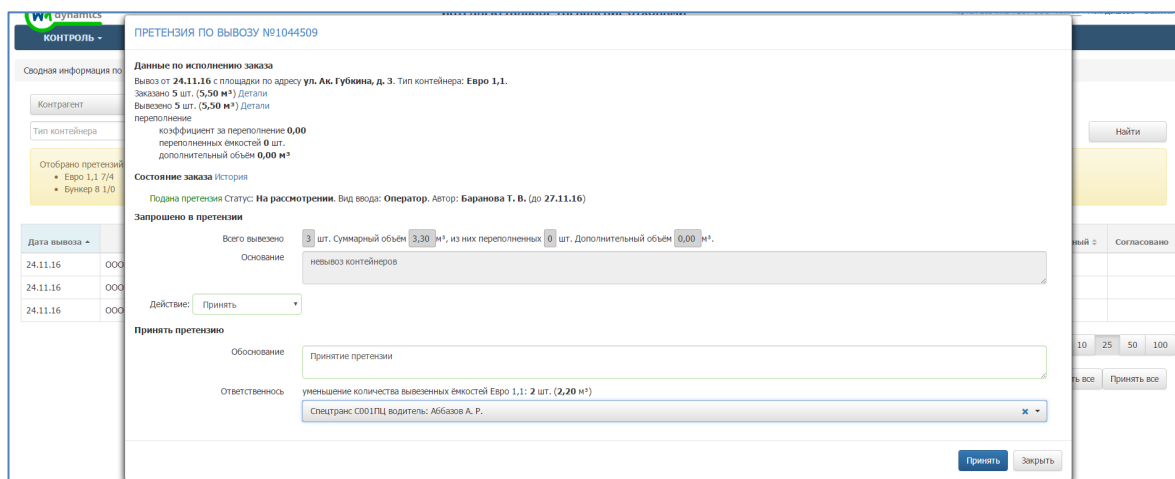 dynamics
КОНТРОЛЬ
ПРЕТЕНЗИЯ ПО ВЫВОЗУ №1044509
Сводная информация по
Данные по исполнению заказа
Вывоз от 24.11.16 с площадки по адресу ул. Ак. Губкина, д. 3. Тип контейнера: Евро 1,1.
Заказано 5 шт. (5,50 м³) Детали
Вывезено 5 шт. (5,50 м³) Детали
переполнение
коэффициент за переполнение 0,00
переполненных ёмкостей 0 шт.
дополнительный объём 0,00 м³
Контрагент
Тип контейнера
Найти
Отобрано претензий
• Евро 1,1 7/4
• Бункер 8 1/0
Состояние заказа История
Подана претензия Статус: На рассмотрении. Вид ввода: Оператор. Автор: Баранова Т. В. (до 27.11.16)
Запрошено в претензии
Всего вывезено 3 шт. Суммарный объём 3,30 м³, из них переполненных 0 шт. Дополнительный объём 0,00 м³.
Основание невывоз контейнеров
Дата вывоза
ный Согласовано
24.11.16 ООО
24.11.16 ООО
24.11.16 ООО
Действие: Принять
Принять претензию
Обоснование Принятие претензии
10 25 50 100
ть все Принять все
Ответственнось уменьшение количества вывезенных ёмкостей Евро 1,1: 2 шт. (2,20 м³)
Спецтранс С001ПЦ водитель: Аббазов А. Р.
Принять Закрыть